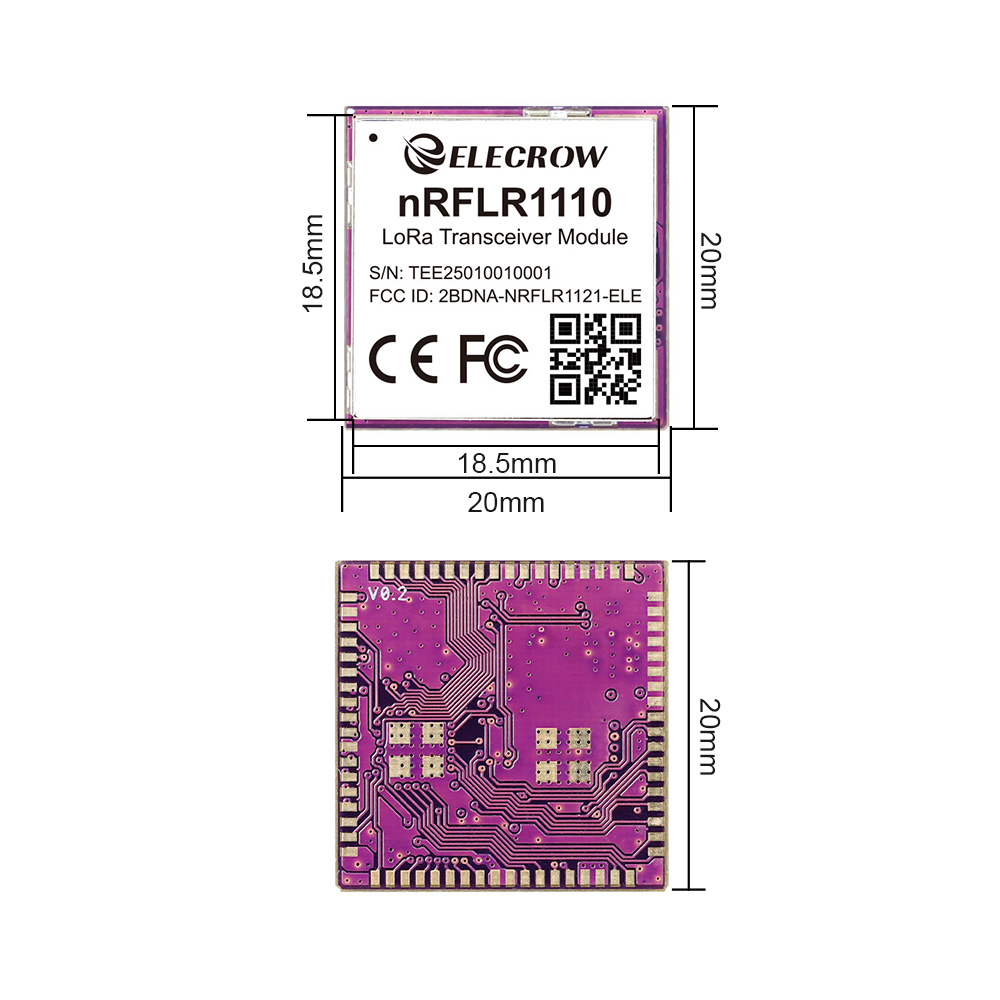 ELECROW
nRFLR1110
LoRa Transceiver Module
S/N: TEE25010010001
FCC ID: 2BDNA-NRFLR1121-ELE
CE FC
18.5mm
20mm
18.5mm
20mm
V0.2
20mm